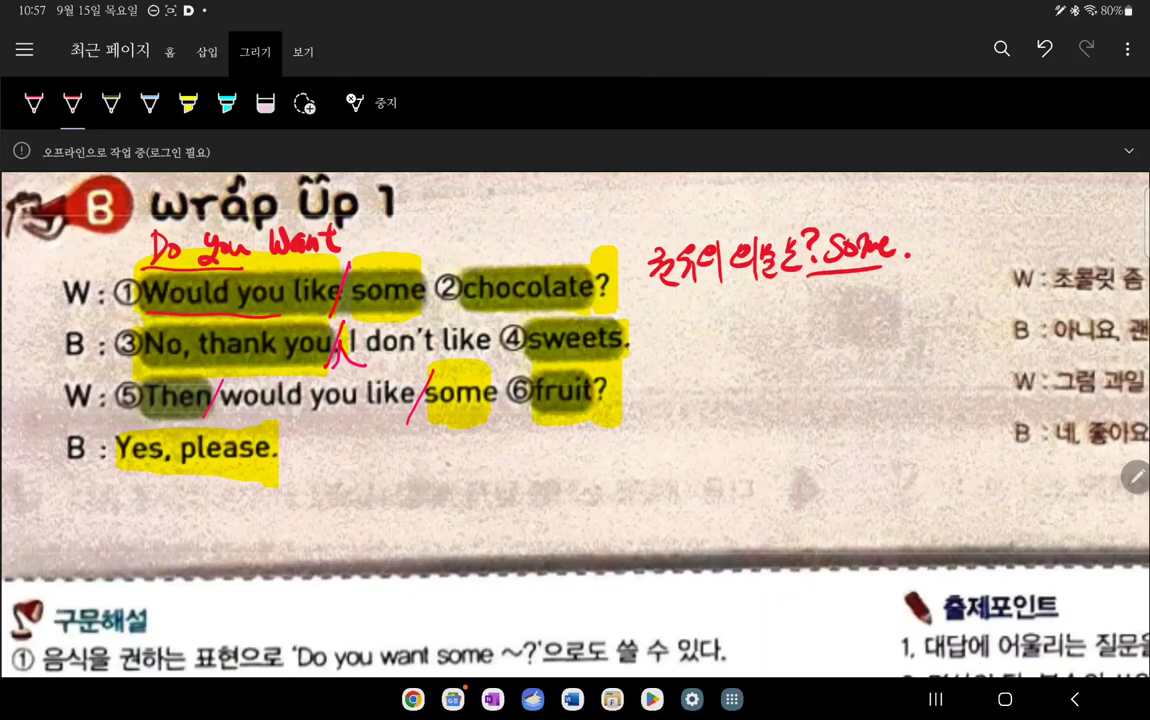 10:57 9월 15일 목요일 D 80%
최근 페이지 홈 삽입 그리기 보기
중지
오프라인으로 작업 중(로그인 필요)
B Wrap Up 1
Do you want
W : ①Would you like some ②chocolate?
의문문? some.
B : ③No, thank you. I don't like ④sweets.
W : ⑤Then would you like some ⑥fruit?
B : Yes, please.
W : 초콜릿 좀
B : 아니요, 괜
W : 그럼 과일
B : 네, 좋아요
구문해설
① 음식을 권하는 표현으로 'Do you want some ~?'으로도 쓸 수 있다.
출제포인트
1. 대답에 어울리는 질문을